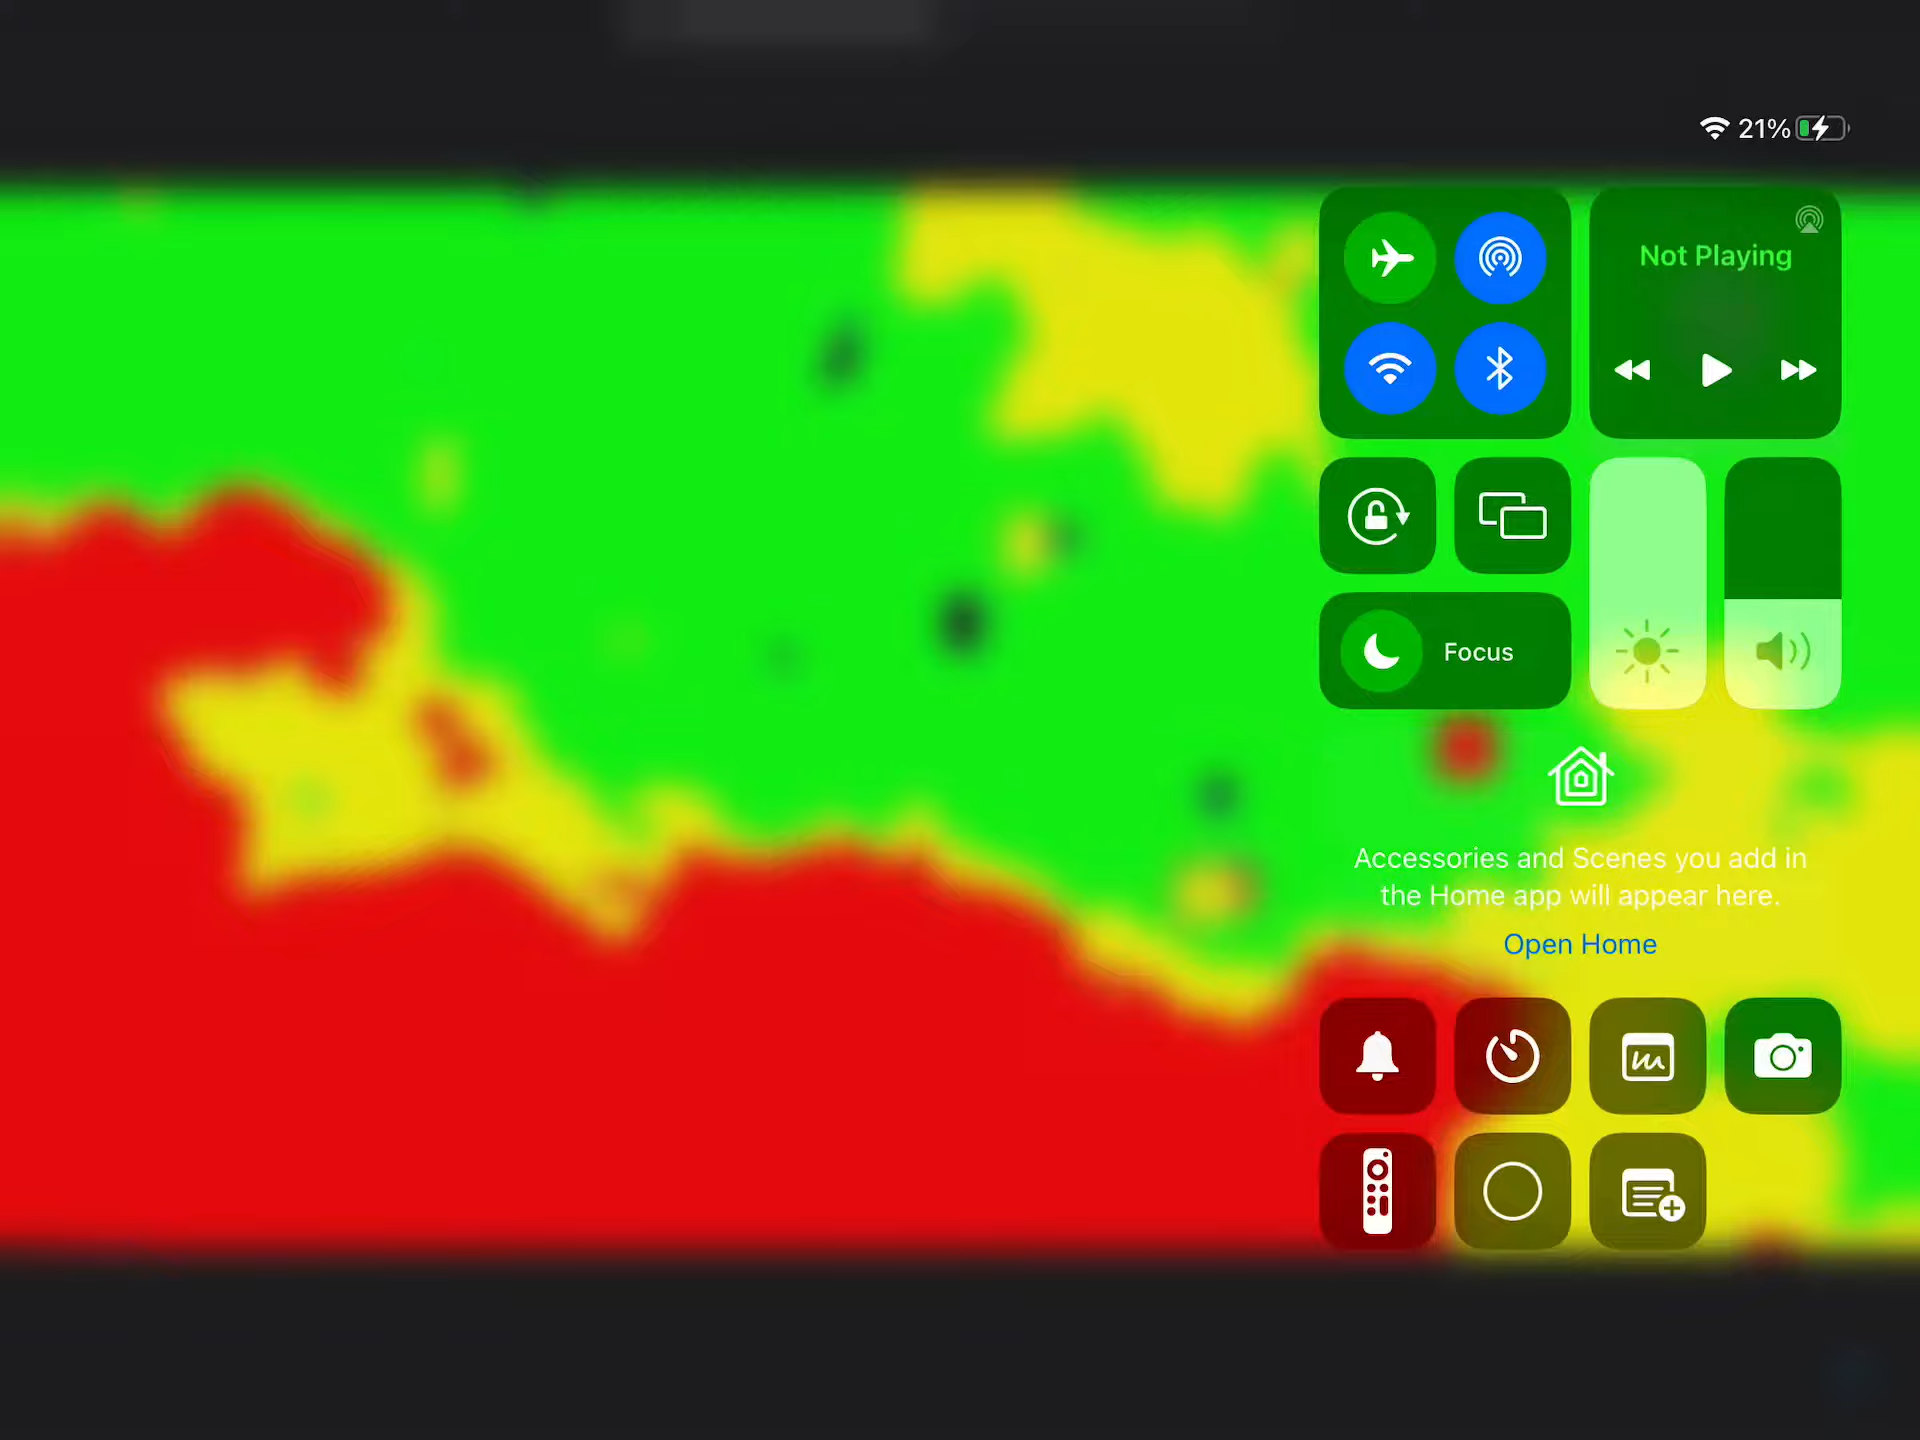 21%
Not Playing
Focus
Accessories and Scenes you add in
the Home app will appear here.
Open Home